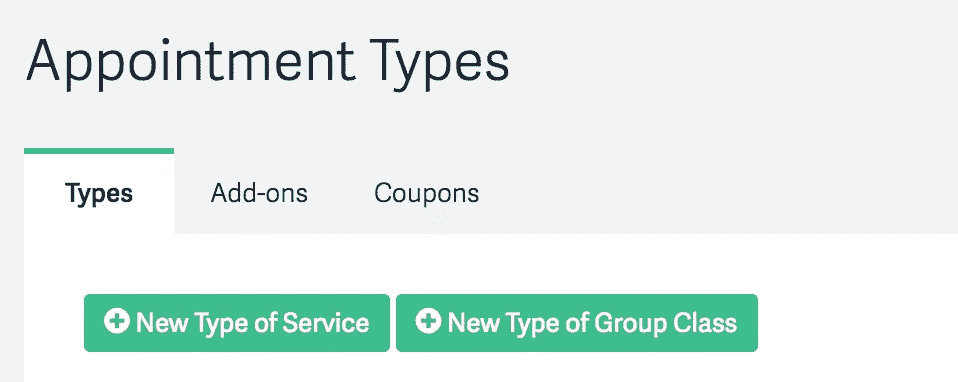 Appointment Types
Types Add-ons Coupons
New Type of Service New Type of Group Class